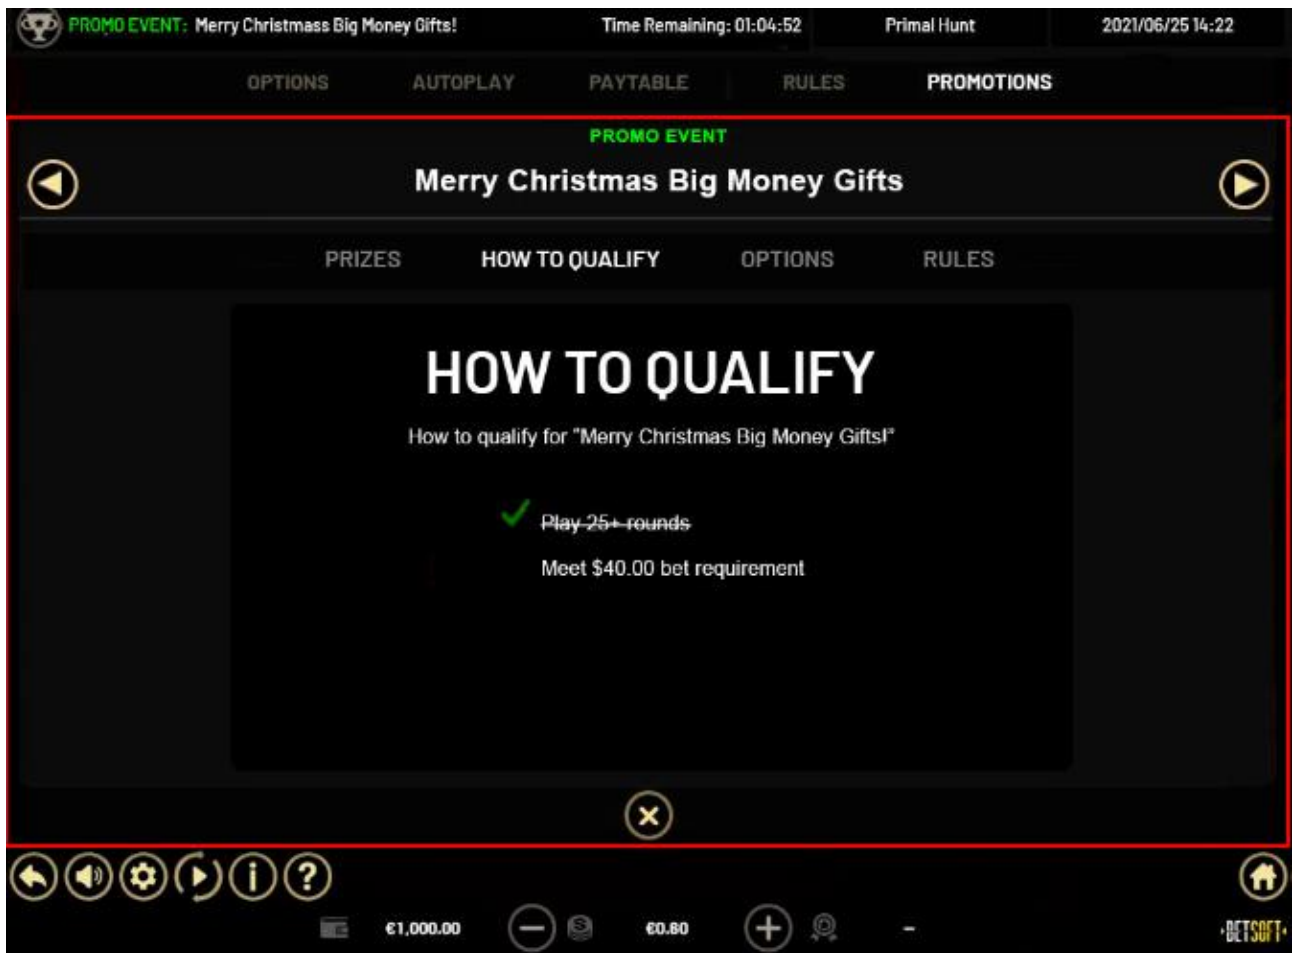 PROMO EVENT: Merry Christmass Big Money Gifts! Time Remaining: 01:04:52 Primal Hunt 2021/06/25 14:22
OPTIONS AUTOPLAY PAYTABLE RULES PROMOTIONS
PROMO EVENT
Merry Christmas Big Money Gifts
PRIZES HOW TO QUALIFY OPTIONS RULES
HOW TO QUALIFY
How to qualify for "Merry Christmas Big Money Gifts!"
Play 25+ rounds
Meet $40.00 bet requirement
€1,000.00 €0.60 -
BETSOFT